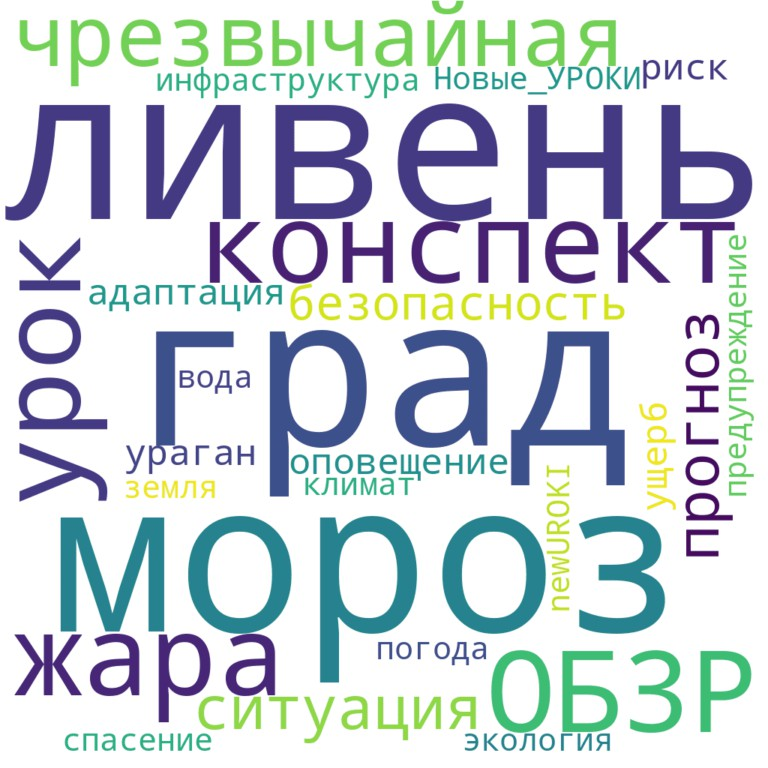 чрезвычайная
инфраструктура
Новые_УРОКИ
риск
ливень
конспект
урок
адаптация
безопасность
предупреждение
град
вода
прогноз
ураган
оповещение
ущерб
земля
климат
newUROKI
мороз
жара
погода
ОБЗР
ситуация
спасение
экология